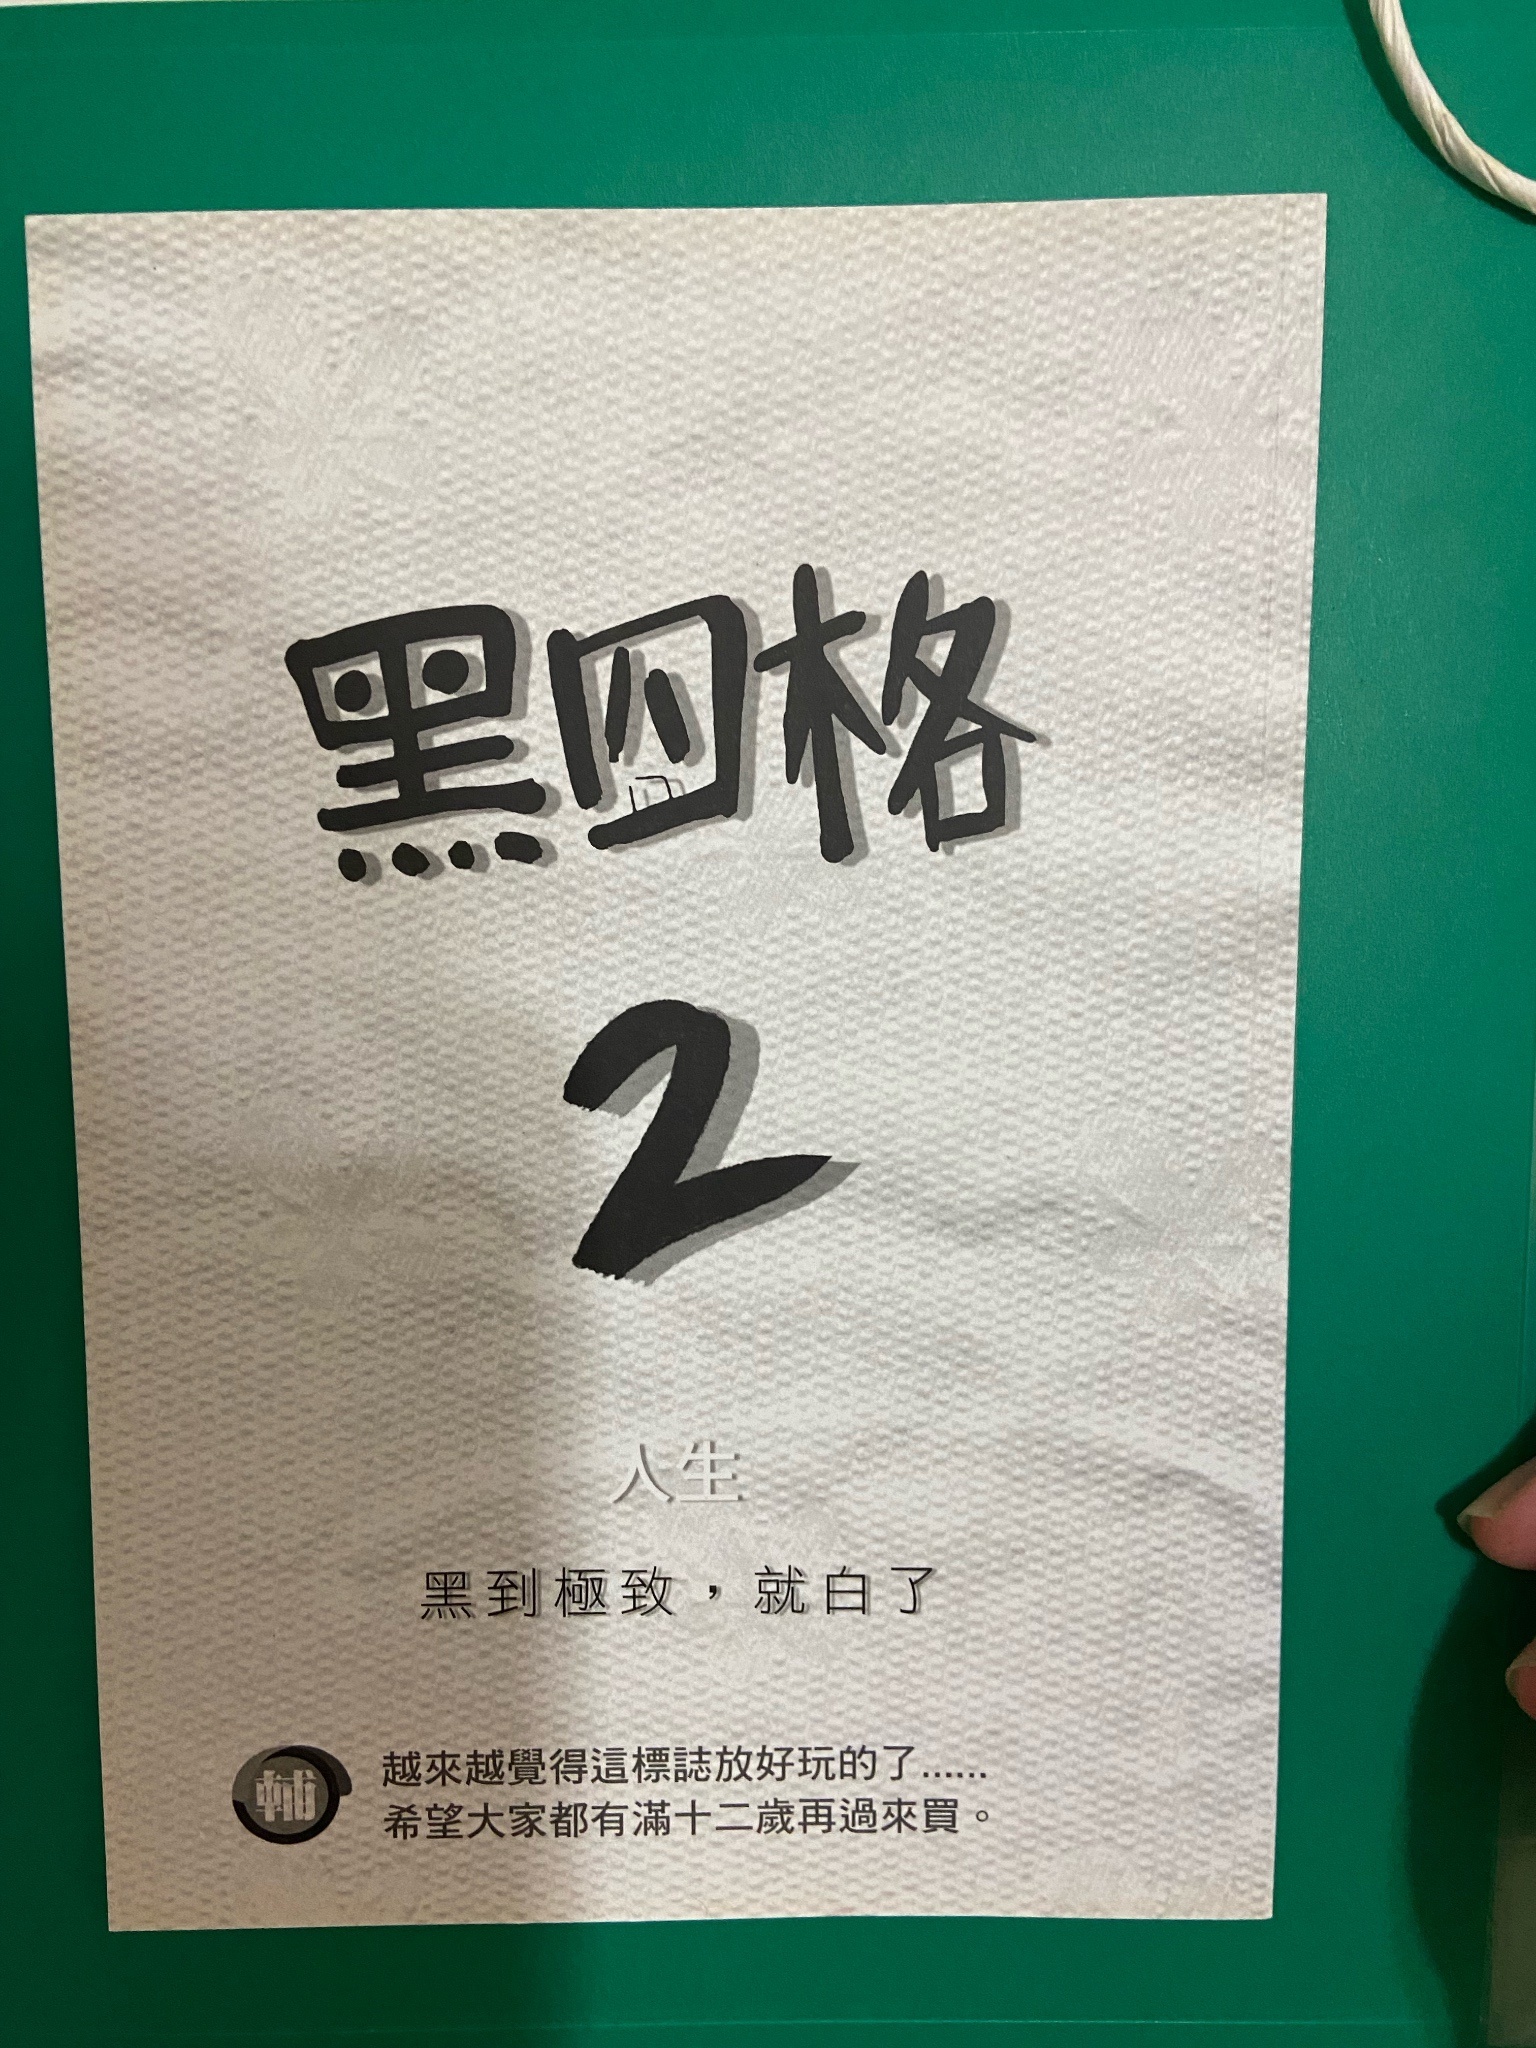 黑囧格
2
人生
黑到極致，就白了
輔
越來越覺得這標誌放好玩的了……
希望大家都有滿十二歲再過來買。